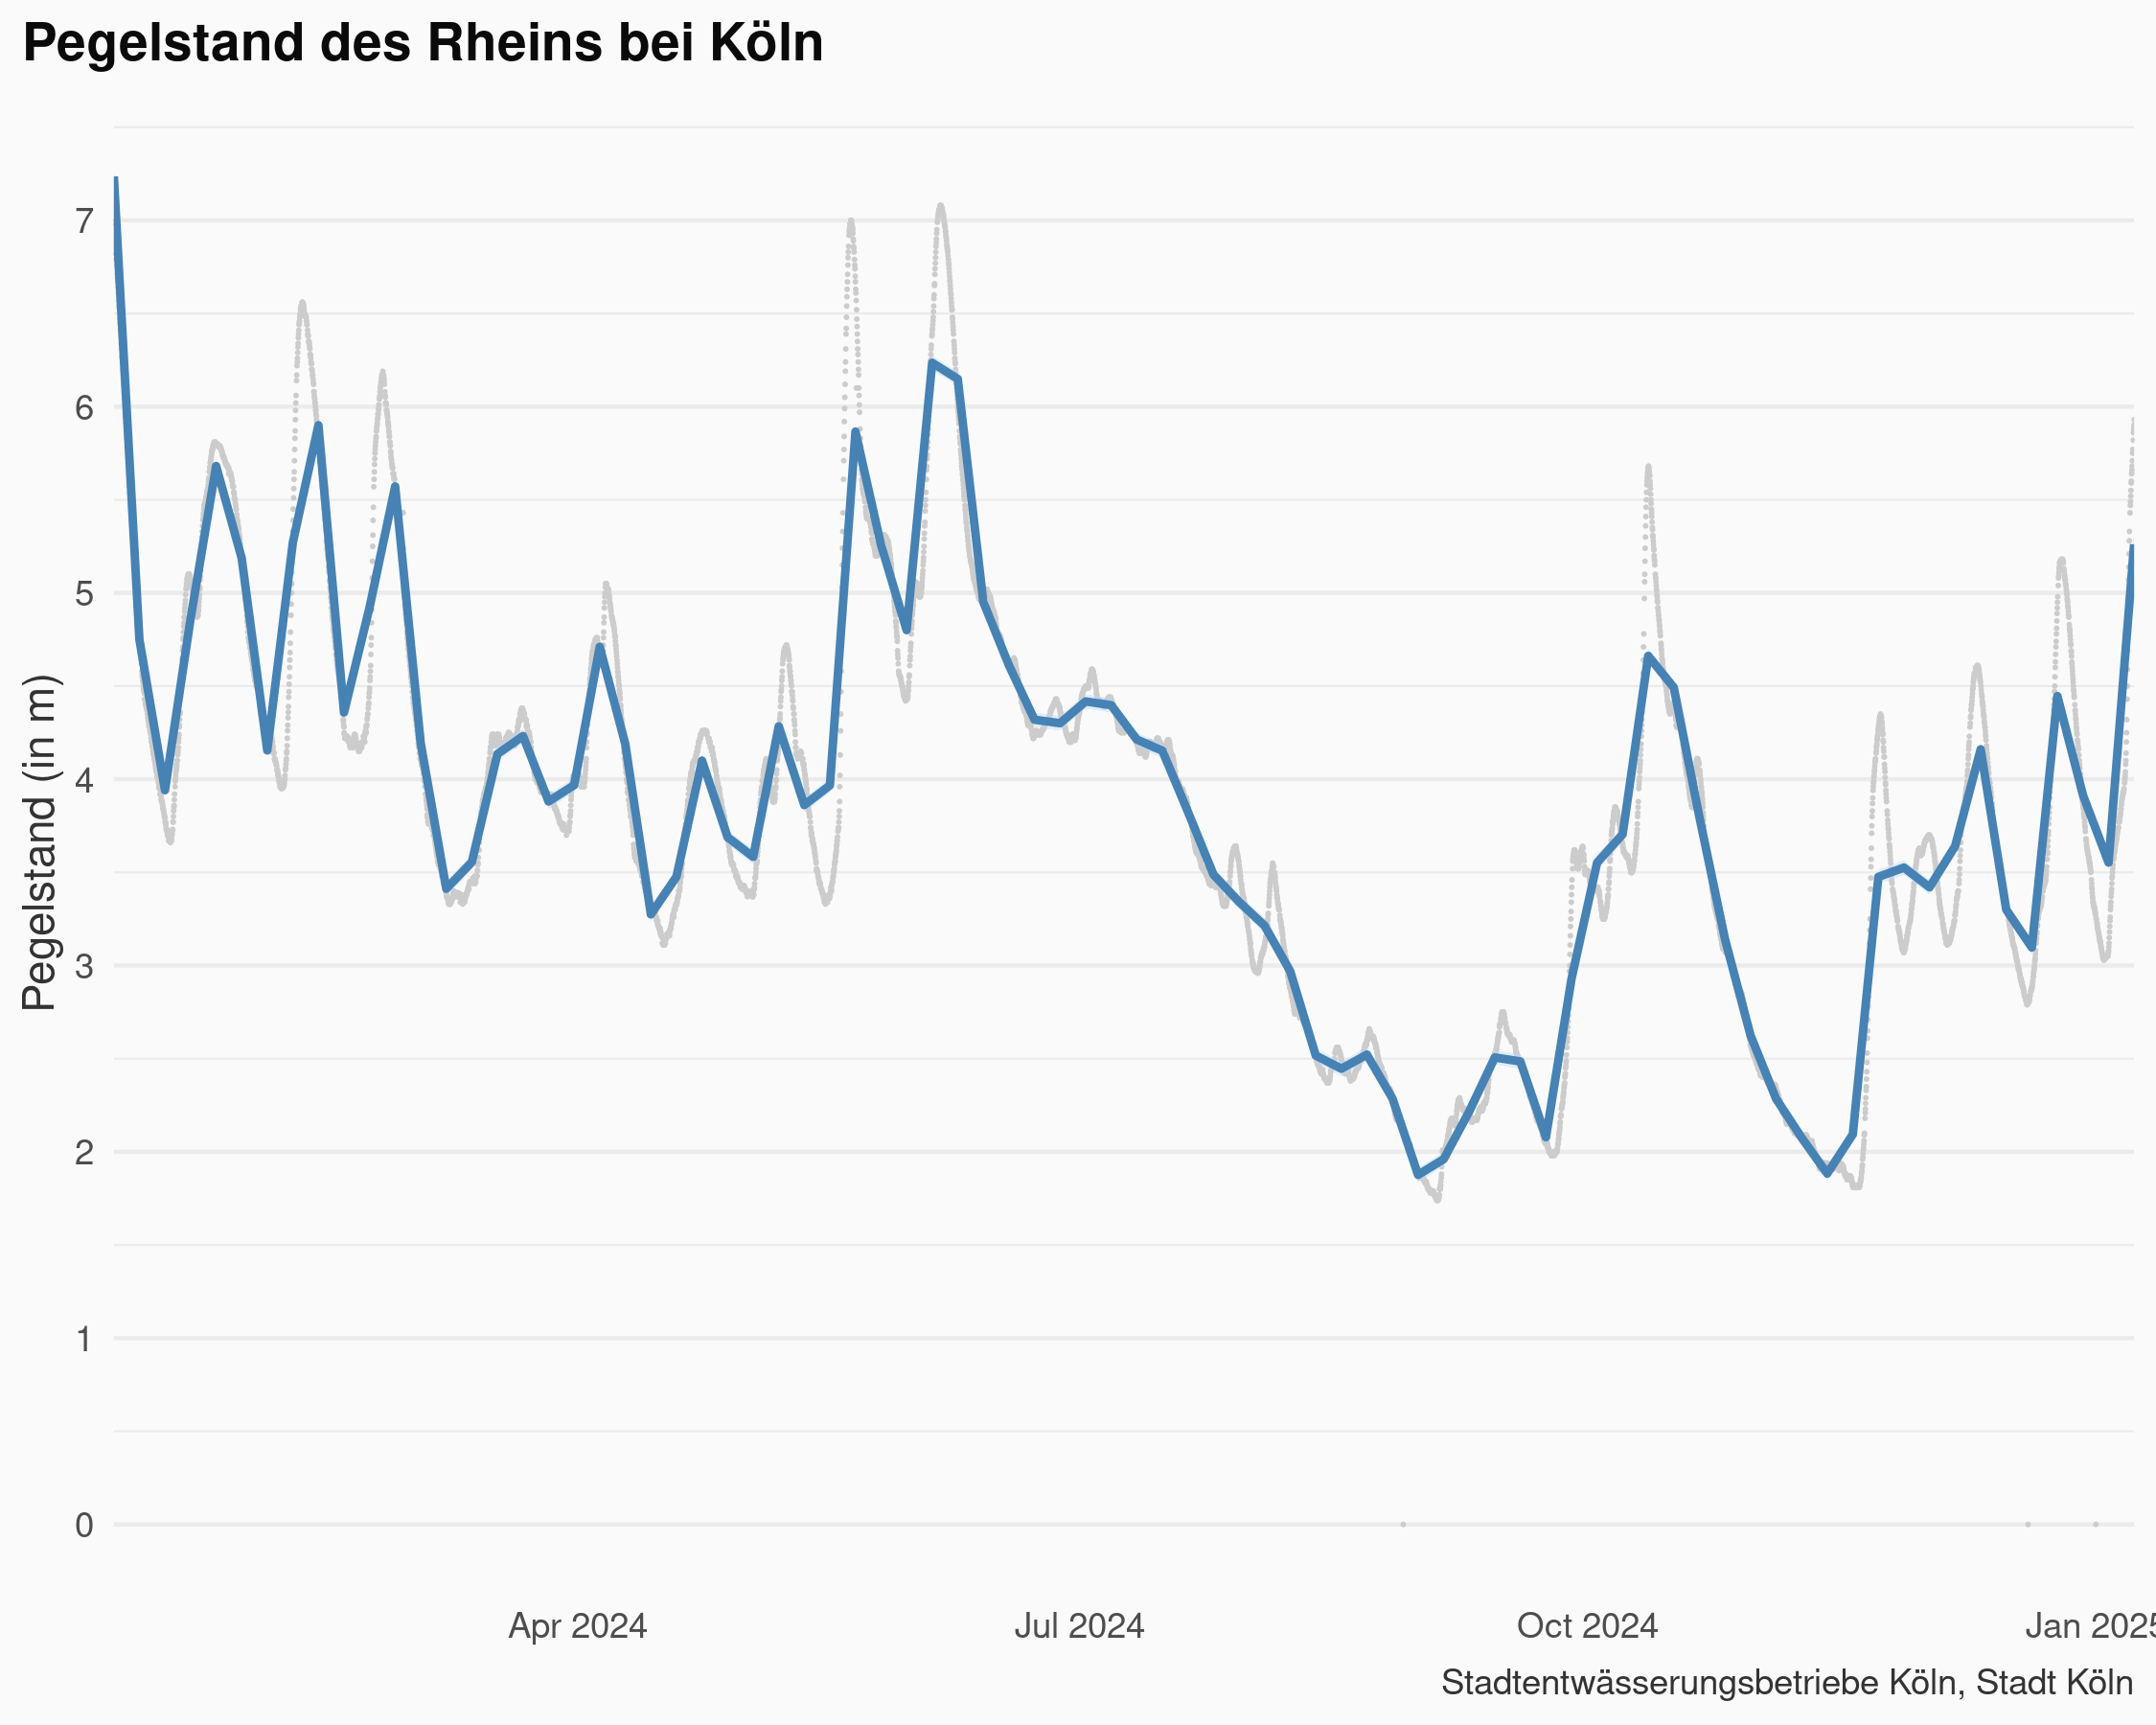 Pegelstand des Rheins bei Köln
Pegelstand (in m)
7
6
5
4
3
2
1
0
Apr 2024
Jul 2024
Oct 2024
Jan 2025
Stadtentwässerungsbetriebe Köln, Stadt Köln